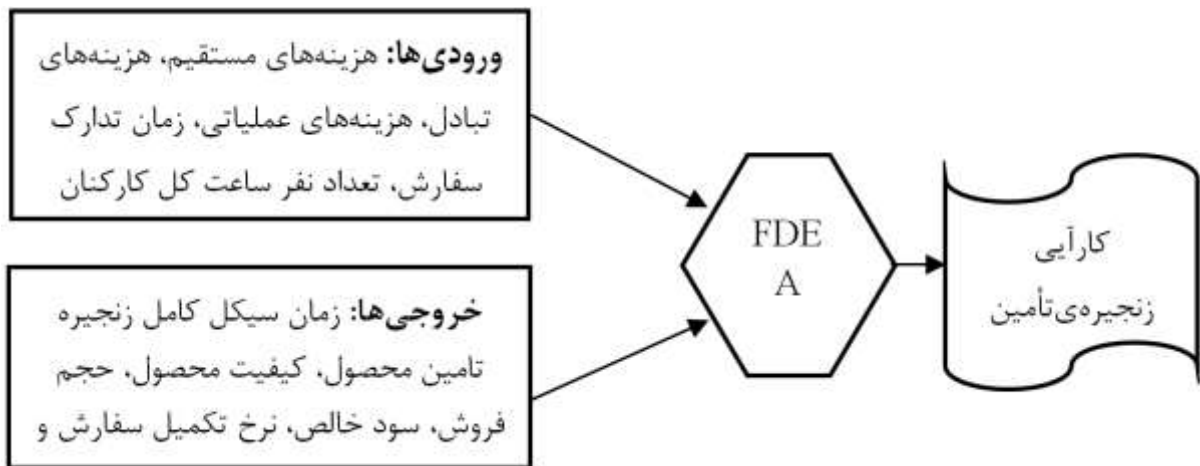 ورودی‌ها: هزینه‌های مستقیم، هزینه‌های
تبادل، هزینه‌های عملیاتی، زمان تدارک
سفارش، تعداد نفر ساعت کل کارکنان
خروجی‌ها: زمان سیکل کامل زنجیره
تامین محصول، کیفیت محصول، حجم
فروش، سود خالص، نرخ تکمیل سفارش و
FDE
A
کارآیی
زنجیره‌ی تأمین